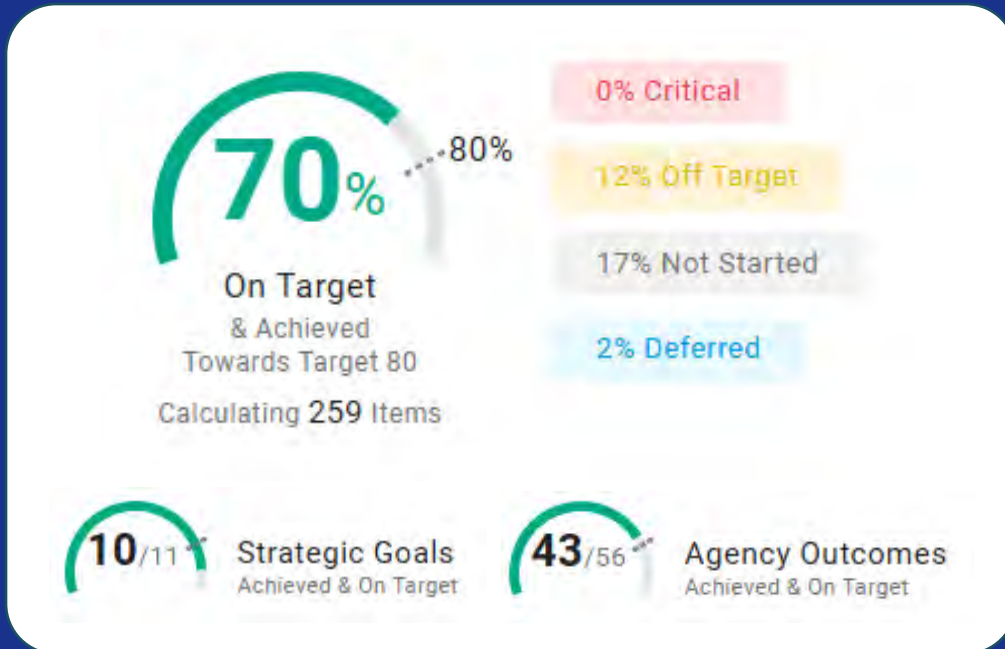 70%
80%
On Target
& Achieved
Towards Target 80
Calculating 259 Items
0% Critical
12% Off Target
17% Not Started
2% Deferred
10/11
Strategic Goals
Achieved & On Target
43/56
Agency Outcomes
Achieved & On Target